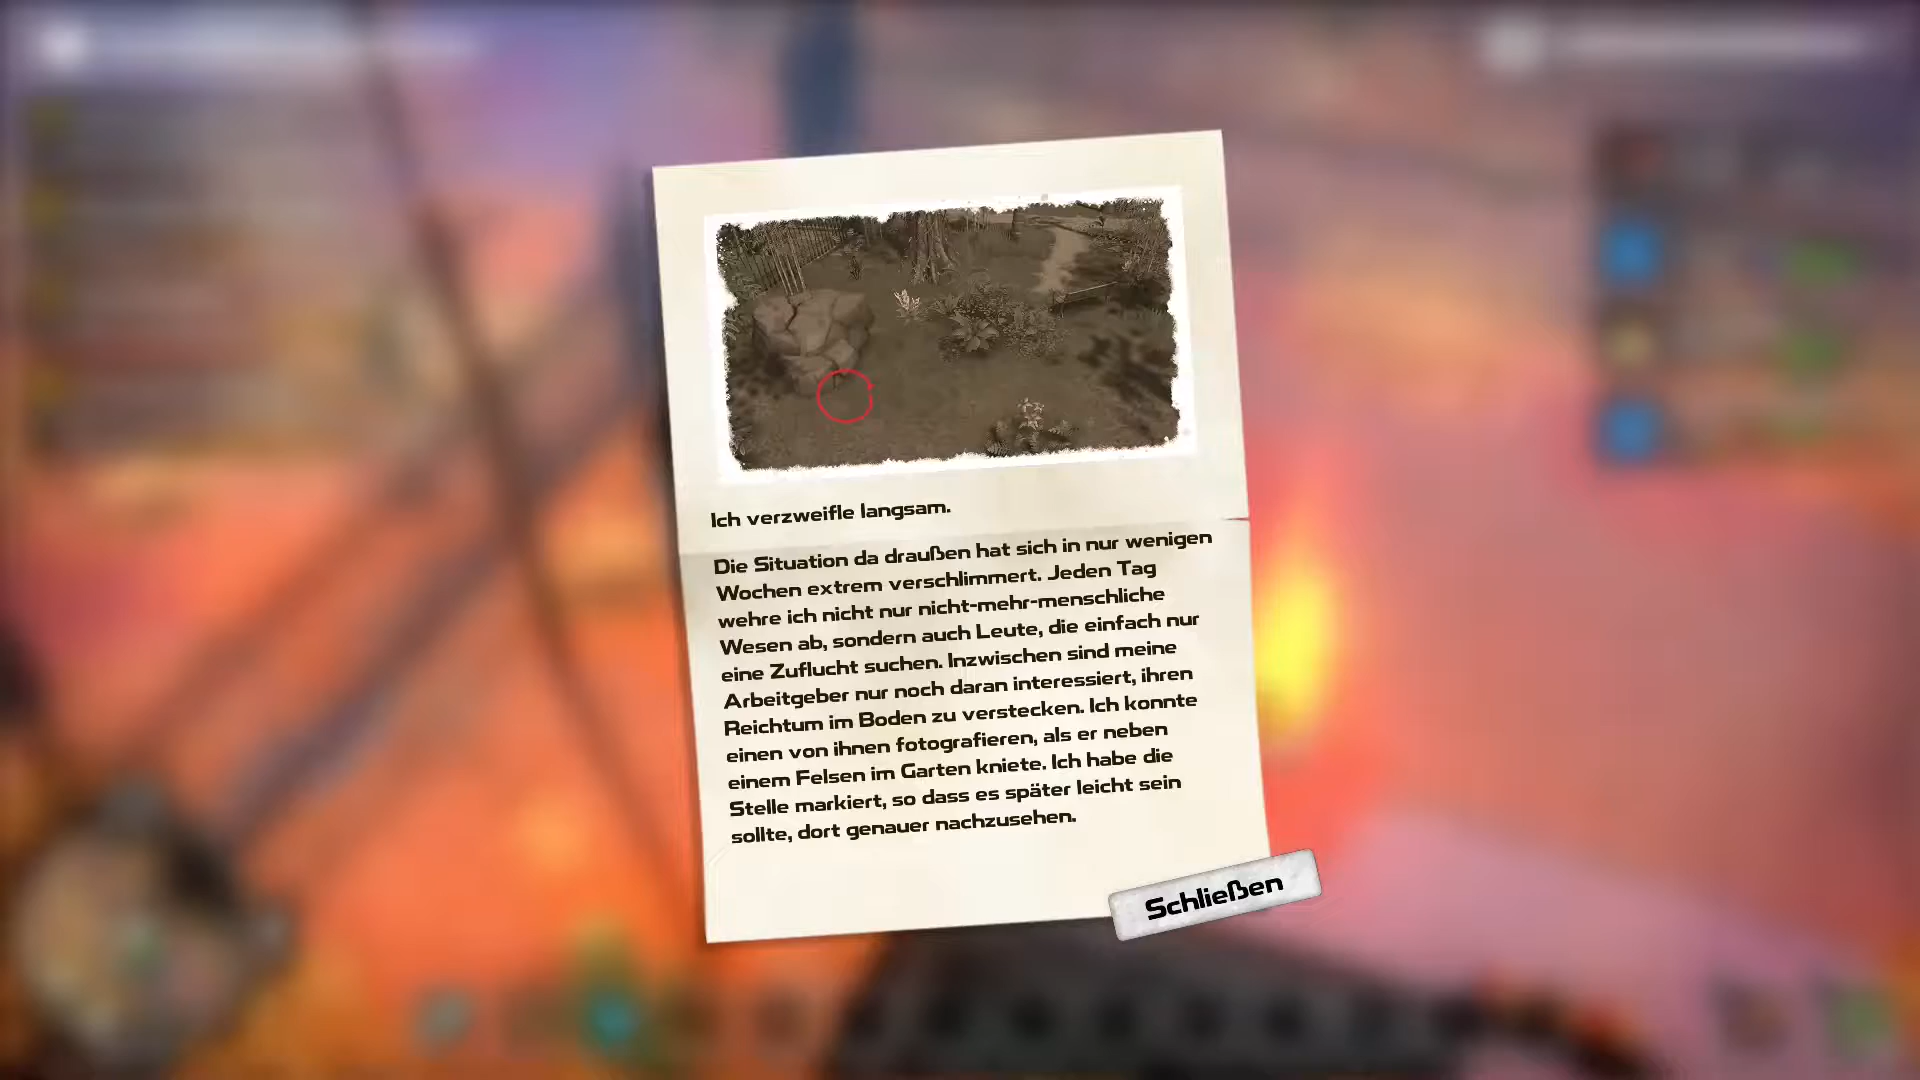 Ich verzweifle langsam.
Die Situation da draußen hat sich in nur wenigen
Wochen extrem verschlimmert. Jeden Tag
wehre ich nicht nur nicht-mehr-menschliche
Wesen ab, sondern auch Leute, die einfach nur
eine Zuflucht suchen. Inzwischen sind meine
Arbeitgeber nur noch daran interessiert, ihren
Reichtum im Boden zu verstecken. Ich konnte
einen von ihnen fotografieren, als er neben
einem Felsen im Garten kniete. Ich habe die
Stelle markiert, so dass es später leicht sein
sollte, dort genauer nachzusehen.
Schließen